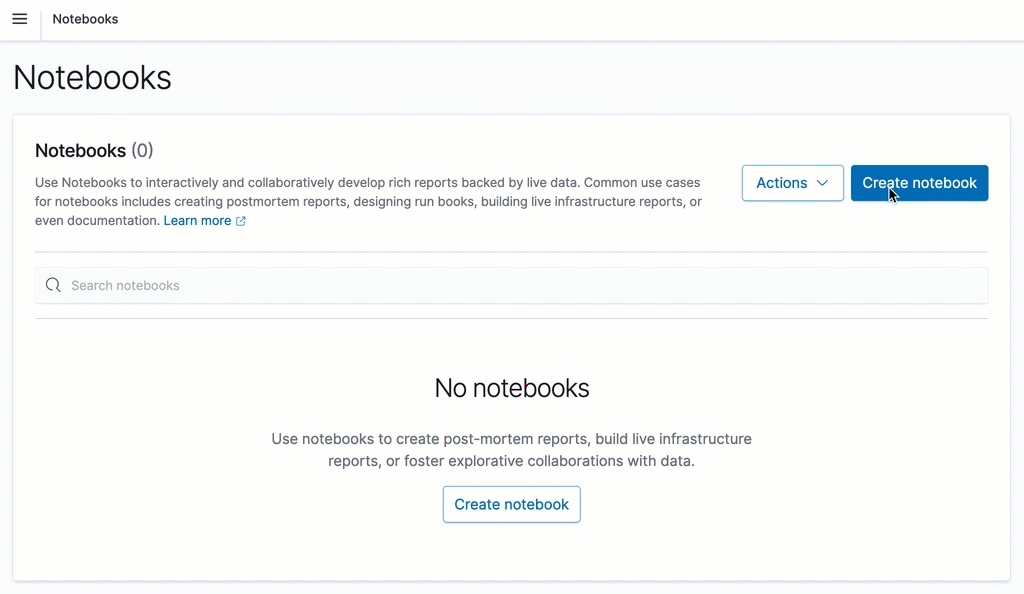 Notebooks
Notebooks
Notebooks (0)
Use Notebooks to interactively and collaboratively develop rich reports backed by live data. Common use cases
for notebooks includes creating postmortem reports, designing run books, building live infrastructure reports, or
even documentation. Learn more
Actions
Create notebook
Search notebooks
No notebooks
Use notebooks to create post-mortem reports, build live infrastructure
reports, or foster explorative collaborations with data.
Create notebook